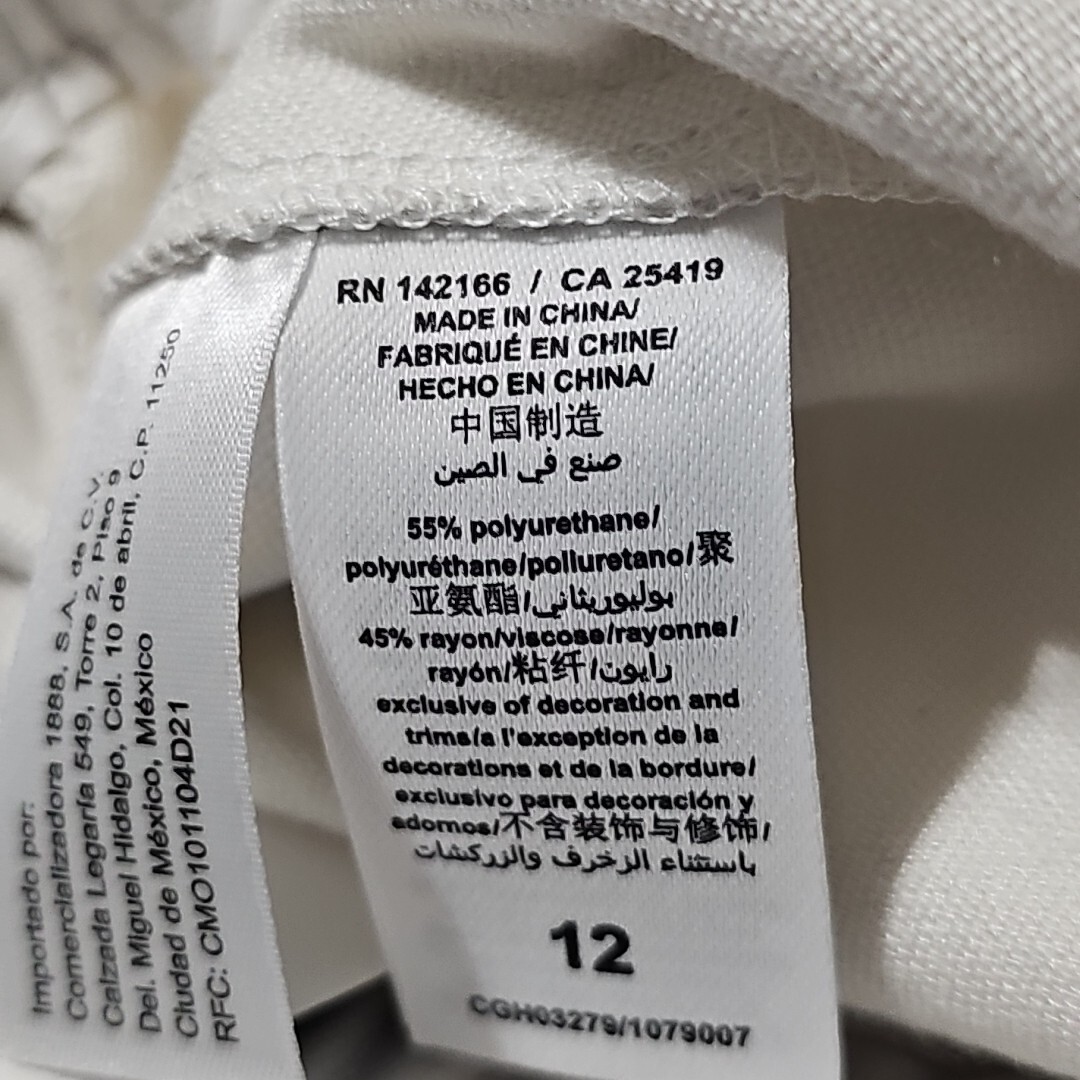 RN 142166 / CA 25419
MADE IN CHINA/
FABRIQUÉ EN CHINE/
HECHO EN CHINA/
中国制造
صنع في الصين
55% polyurethane/
polyuréthane/poliuretano/聚
亚氨酯/بوليوريثاني
45% rayon/viscose/rayonne/
rayón/粘纤/رايون
exclusive of decoration and
trims/a l'exception de la
decorations et de la bordure/
exclusivo para decoración y
adornos/不含装饰与修饰/
باستثناء الزخرف والزركشات
12
CGH03279/1079007
Importado por:
Comercializadora 1888, S.A. de C.V.
Calzada Legaría 549, Torre 2, Piso 9
Del. Miguel Hidalgo, Col. 10 de abril, C.P. 11250
Ciudad de México, México
RFC: CMO101104D21